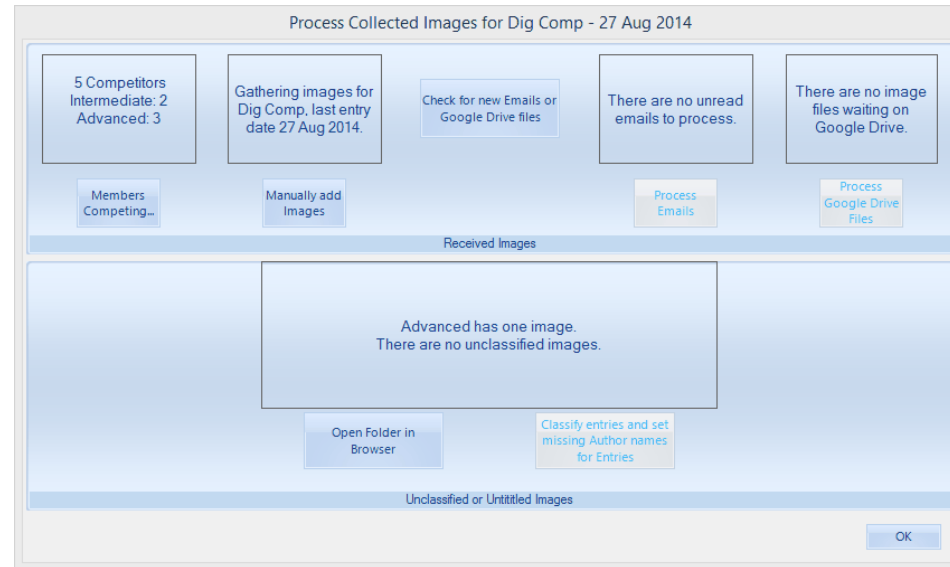 Process Collected Images for Dig Comp - 27 Aug 2014
5 Competitors
Intermediate: 2
Advanced: 3
Gathering images for
Dig Comp, last entry
date 27 Aug 2014.
Check for new Emails or
Google Drive files
There are no unread
emails to process.
There are no image
files waiting on
Google Drive.
Members
Competing...
Manually add
Images
Process
Emails
Process
Google Drive
Files
Received Images
Advanced has one image.
There are no unclassified images.
Open Folder in
Browser
Classify entries and set
missing Author names
for Entries
Unclassified or Untititled Images
OK